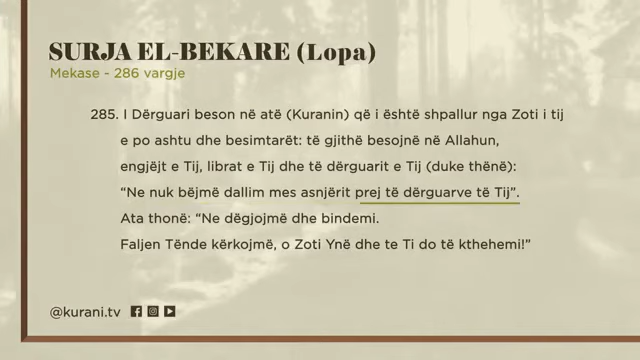 SURJA EL-BEKARE (Lopa)
Mekase - 286 vargje
285. I Dërguari beson në atë (Kuranin) që i është shpallur nga Zoti i tij
e po ashtu dhe besimtarët: të gjithë besojnë në Allahun,
engjëjt e Tij, librat e Tij dhe të dërguarit e Tij (duke thënë):
“Ne nuk bëjmë dallim mes asnjërit prej të dërguarve të Tij”.
Ata thonë: “Ne dëgjojmë dhe bindemi.
Faljen Tënde kërkojmë, o Zoti Ynë dhe te Ti do të kthehemi!”
@kurani.tv